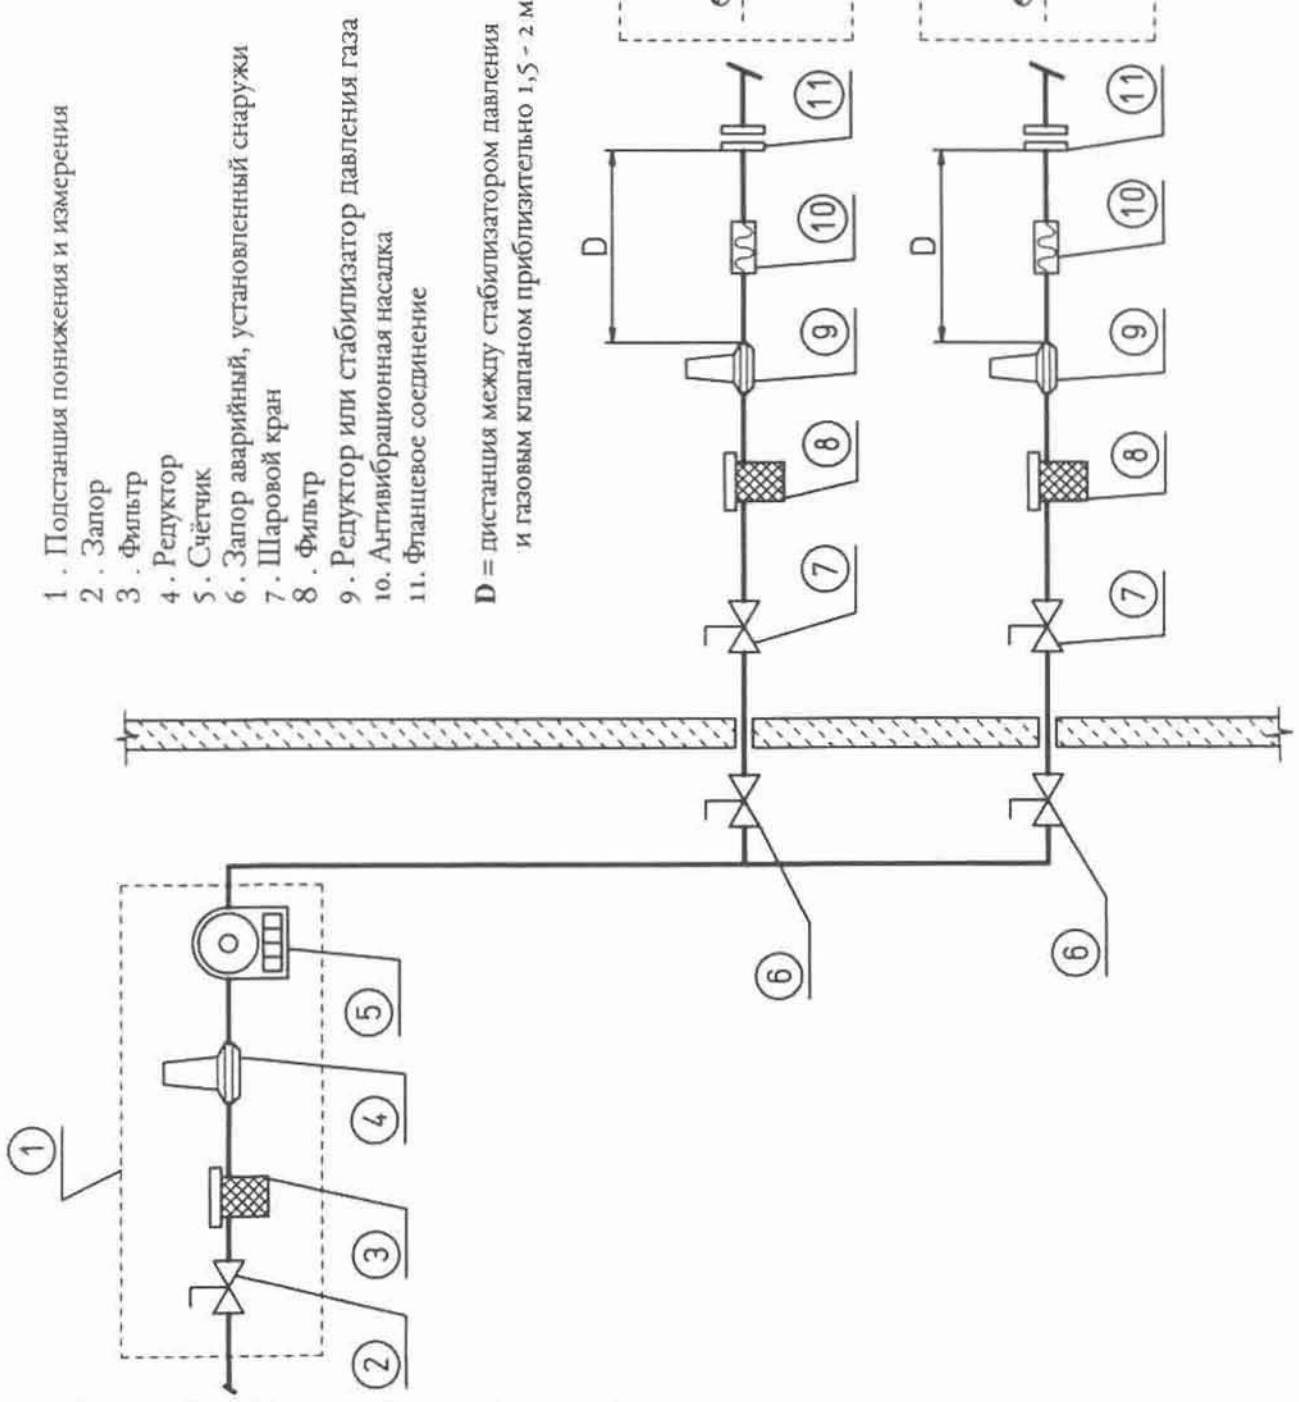 1 . Подстанция понижения и измерения
2 . Запор
3 . Фильтр
4 . Редуктор
5 . Счётчик
6 . Запор аварийный, установленный снаружи
7 . Шаровой кран
8 . Фильтр
9 . Редуктор или стабилизатор давления газа
10. Антивибрационная насадка
11. Фланцевое соединение
D = дистанция между стабилизатором давления
и газовым клапаном приблизительно 1,5 - 2 м
1
2
3
4
5
6
7
8
9
10
11
D
6
7
8
9
10
11
D